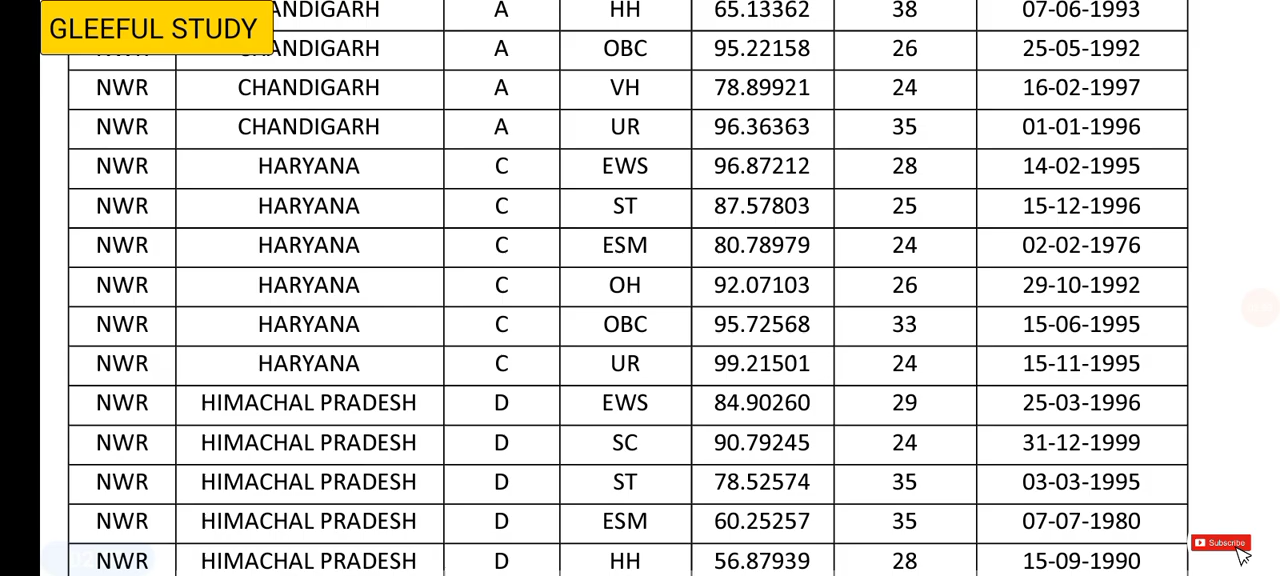 GLEEFUL STUDY
CHANDIGARH A HH 65.13362 38 07-06-1993
NWR CHANDIGARH A OBC 95.22158 26 25-05-1992
NWR CHANDIGARH A VH 78.89921 24 16-02-1997
NWR CHANDIGARH A UR 96.36363 35 01-01-1996
NWR HARYANA C EWS 96.87212 28 14-02-1995
NWR HARYANA C ST 87.57803 25 15-12-1996
NWR HARYANA C ESM 80.78979 24 02-02-1976
NWR HARYANA C OH 92.07103 26 29-10-1992
NWR HARYANA C OBC 95.72568 33 15-06-1995
NWR HARYANA C UR 99.21501 24 15-11-1995
NWR HIMACHAL PRADESH D EWS 84.90260 29 25-03-1996
NWR HIMACHAL PRADESH D SC 90.79245 24 31-12-1999
NWR HIMACHAL PRADESH D ST 78.52574 35 03-03-1995
NWR HIMACHAL PRADESH D ESM 60.25257 35 07-07-1980
NWR HIMACHAL PRADESH D HH 56.87939 28 15-09-1990
Subscribe